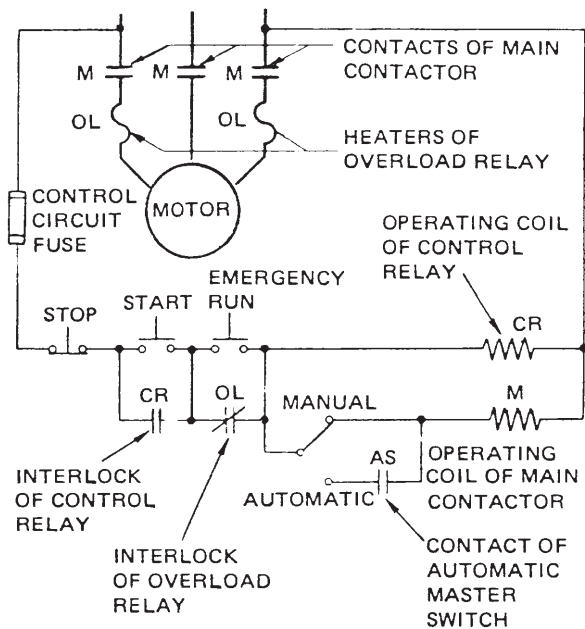 M
M
M
CONTACTS OF MAIN
CONTACTOR
OL
OL
HEATERS OF
OVERLOAD RELAY
CONTROL
CIRCUIT
FUSE
MOTOR
OPERATING COIL
OF CONTROL
RELAY
EMERGENCY
RUN
START
STOP
CR
CR
OL
MANUAL
M
INTERLOCK
OF CONTROL
RELAY
AUTOMATIC
AS
OPERATING
COIL OF MAIN
CONTACTOR
INTERLOCK
OF OVERLOAD
RELAY
CONTACT OF
AUTOMATIC
MASTER
SWITCH